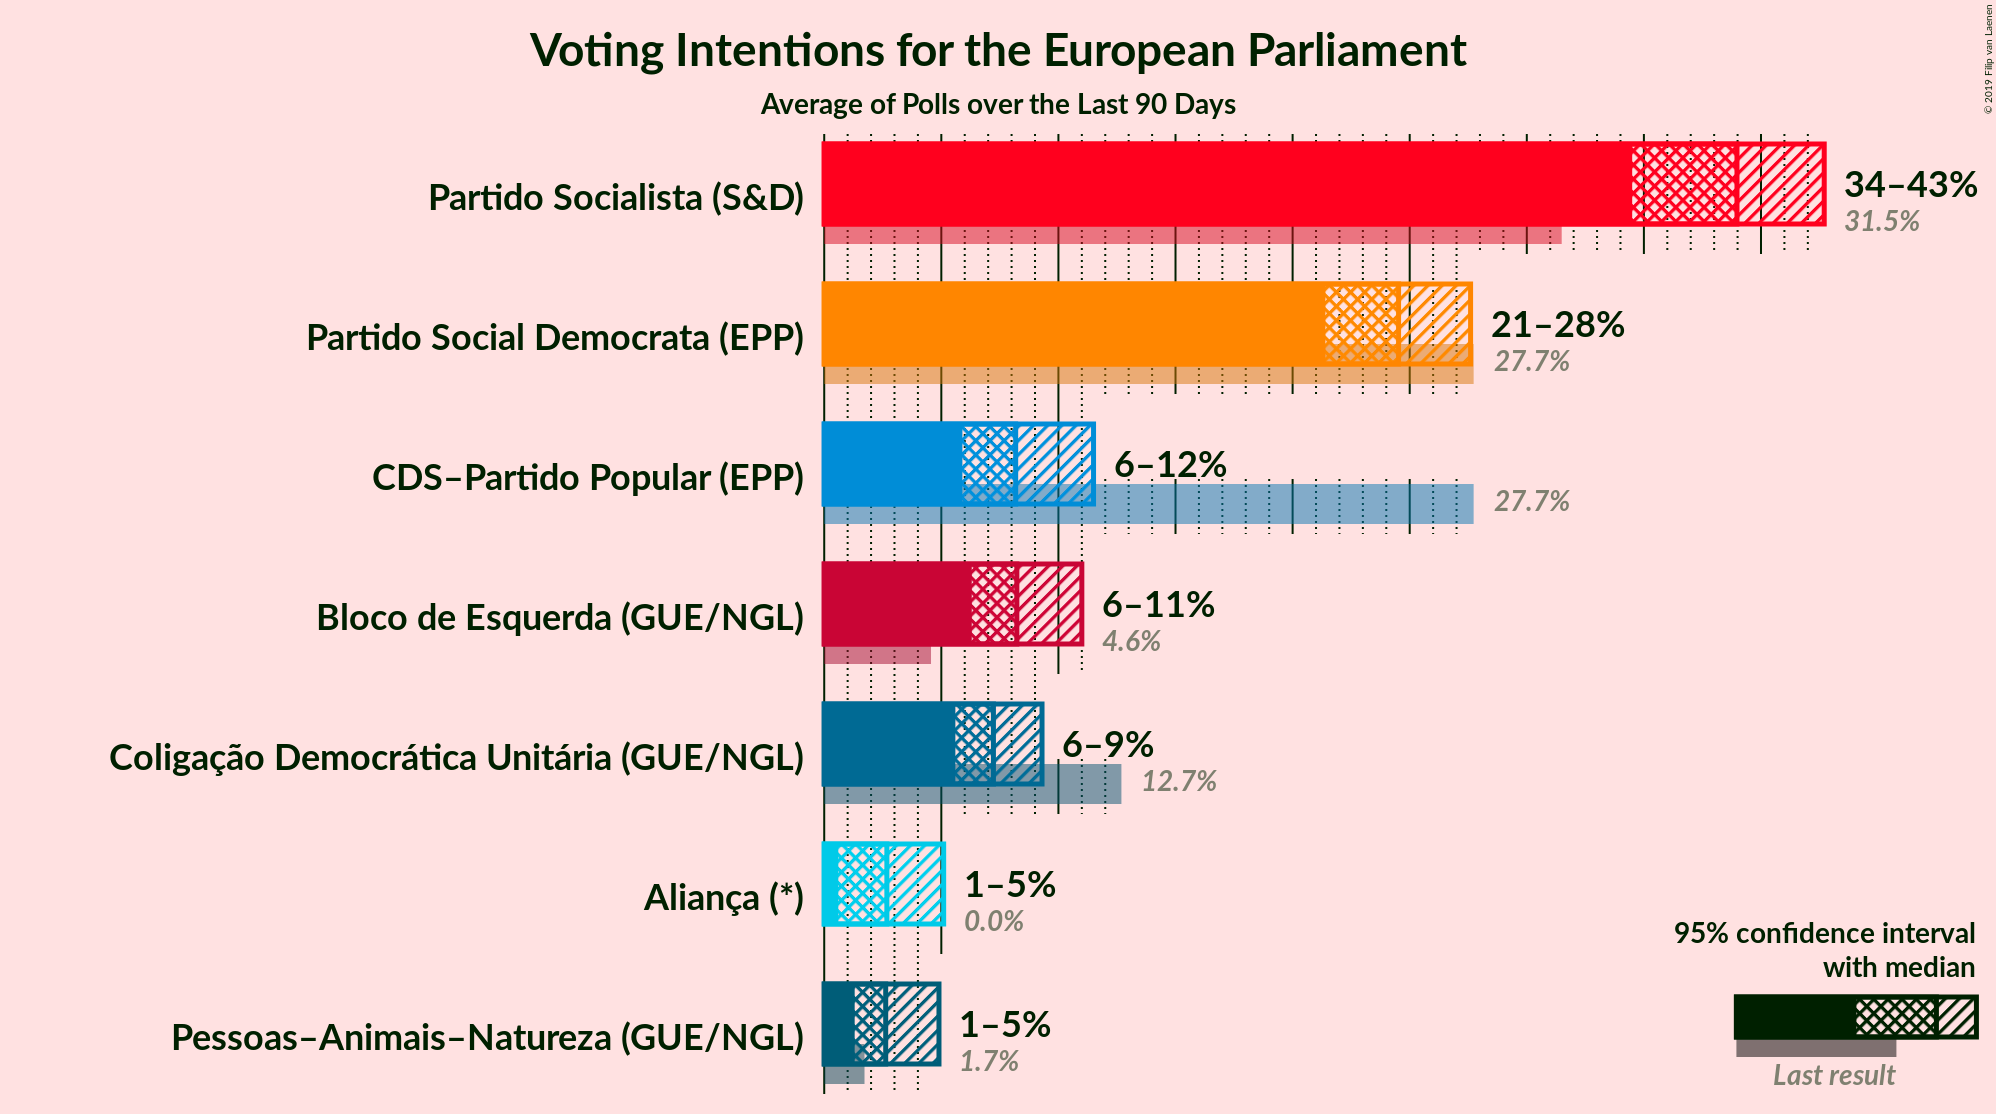 Voting Intentions for the European Parliament
Average of Polls over the Last 90 Days
© 2019 Filip van Laenen
Partido Socialista (S&D)
34–43%
31.5%
Partido Social Democrata (EPP)
21–28%
27.7%
CDS–Partido Popular (EPP)
6–12%
27.7%
Bloco de Esquerda (GUE/NGL)
6–11%
4.6%
Coligação Democrática Unitária (GUE/NGL)
6–9%
12.7%
Aliança (*)
1–5%
0.0%
Pessoas–Animais–Natureza (GUE/NGL)
1–5%
1.7%
95% confidence interval
with median
Last result